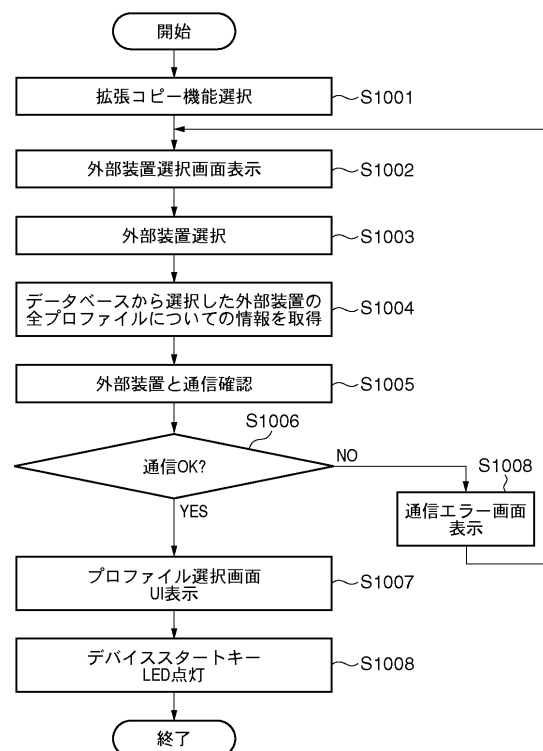 開始
拡張コピー機能選択
S1001
外部装置選択画面表示
S1002
外部装置選択
S1003
データベースから選択した外部装置の
全プロファイルについての情報を取得
S1004
外部装置と通信確認
S1005
S1006
通信OK?
NO
YES
S1008
通信エラー画面
表示
プロファイル選択画面
UI表示
S1007
デバイススタートキー
LED点灯
S1008
終了